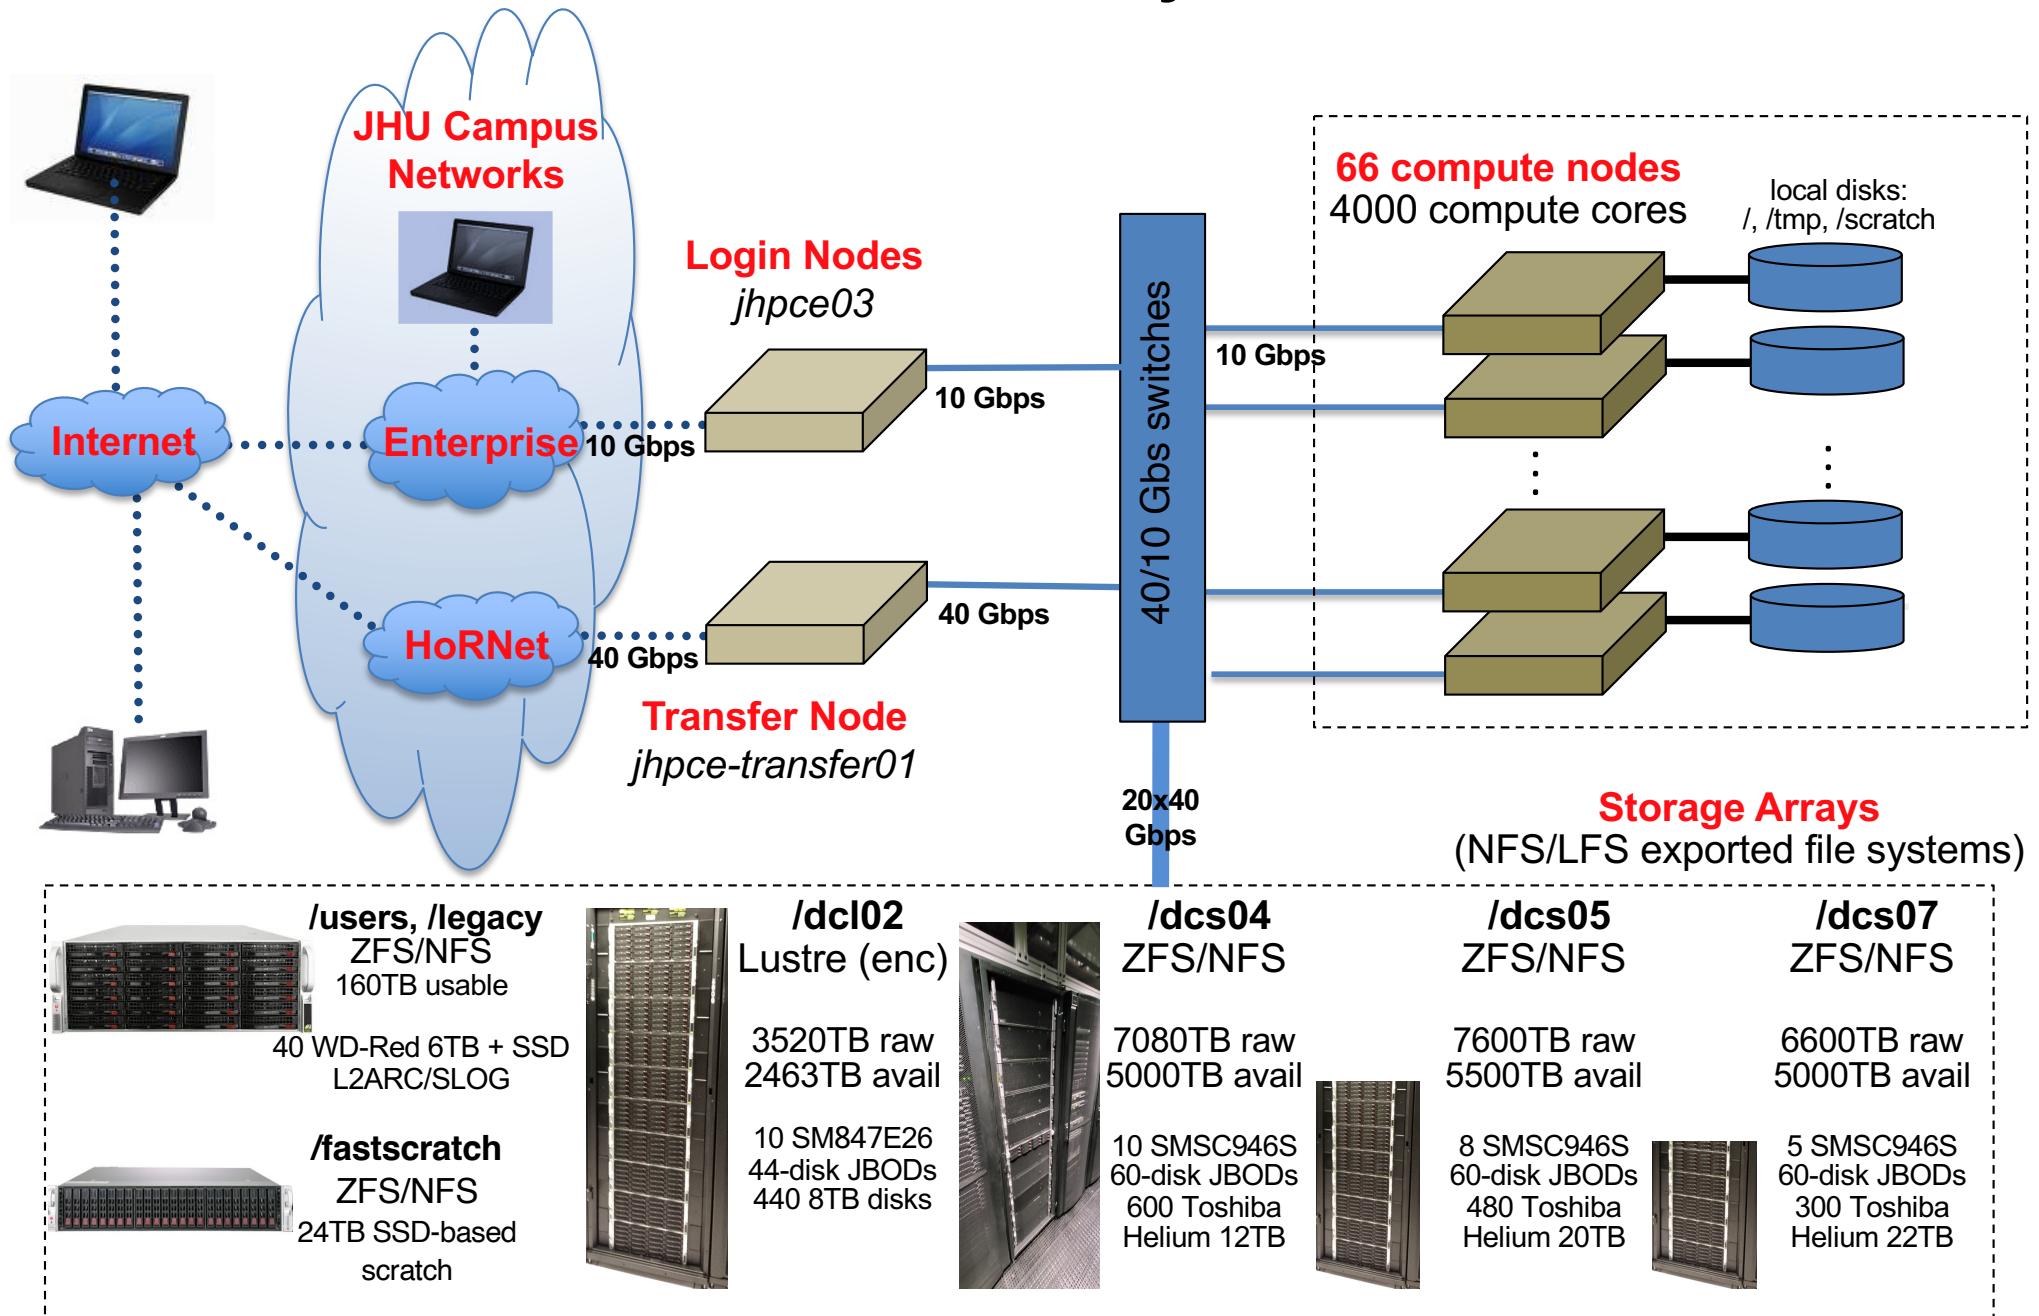 JHU Campus
Networks
Internet
Enterprise
HoRNet
10 Gbps
40 Gbps
Login Nodes
jhpce03
10 Gbps
40 Gbps
Transfer Node
jhpce-transfer01
40/10 Gbs switches
10 Gbps
20x40
Gbps
66 compute nodes
4000 compute cores
local disks:
/, /tmp, /scratch
Storage Arrays
(NFS/LFS exported file systems)
/users, /legacy
ZFS/NFS
160TB usable
40 WD-Red 6TB + SSD
L2ARC/SLOG
/fastscratch
ZFS/NFS
24TB SSD-based
scratch
/dcl02
Lustre (enc)
3520TB raw
2463TB avail
10 SM847E26
44-disk JBODs
440 8TB disks
/dcs04
ZFS/NFS
7080TB raw
5000TB avail
10 SMSC946S
60-disk JBODs
600 Toshiba
Helium 12TB
/dcs05
ZFS/NFS
7600TB raw
5500TB avail
8 SMSC946S
60-disk JBODs
480 Toshiba
Helium 20TB
/dcs07
ZFS/NFS
6600TB raw
5000TB avail
5 SMSC946S
60-disk JBODs
300 Toshiba
Helium 22TB